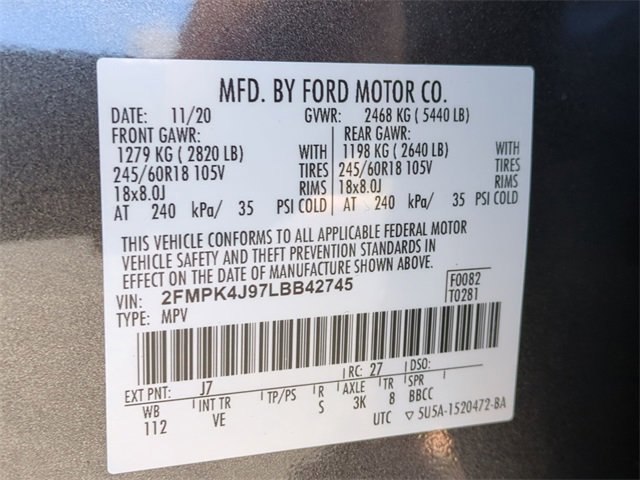 MFD. BY FORD MOTOR CO.
DATE: 11/20 GVWR: 2468 KG ( 5440 LB)
FRONT GAWR: REAR GAWR:
1279 KG ( 2820 LB) WITH 1198 KG ( 2640 LB) WITH
245/60R18 105V TIRES 245/60R18 105V TIRES
18x8.0J RIMS 18x8.0J RIMS
AT 240 kPa/ 35 PSI COLD AT 240 kPa/ 35 PSI COLD
THIS VEHICLE CONFORMS TO ALL APPLICABLE FEDERAL MOTOR
VEHICLE SAFETY AND THEFT PREVENTION STANDARDS IN
EFFECT ON THE DATE OF MANUFACTURE SHOWN ABOVE.
VIN: 2FMPK4J97LBB42745 F0082
TYPE: MPV T0281
EXT PNT: J7 RC: 27 DSO:
WB INT TR TP/PS R AXLE TR SPR
112 VE S 3K 8 BBCC
UTC ▽ 5U5A-1520472-BA